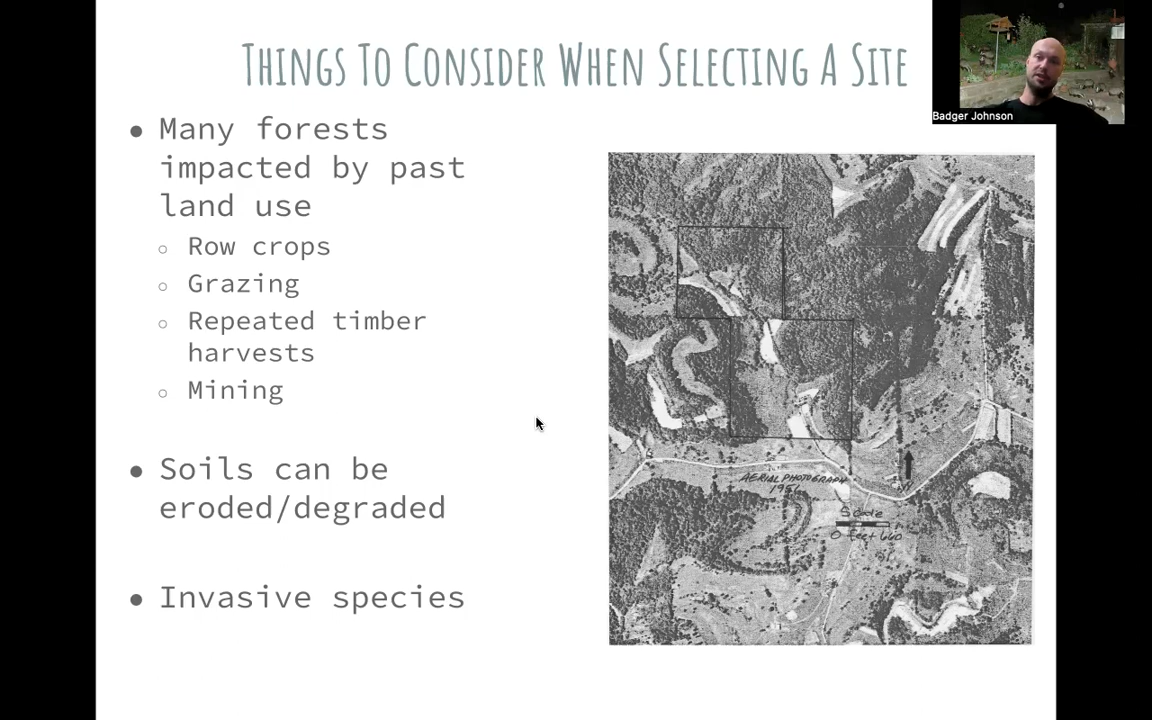 Things To Consider When Selecting A Site
Badger Johnson
Many forests
impacted by past
land use
Row crops
Grazing
Repeated timber
harvests
Mining
Soils can be
eroded/degraded
Invasive species
AERIAL PHOTOGRAPH
Scale